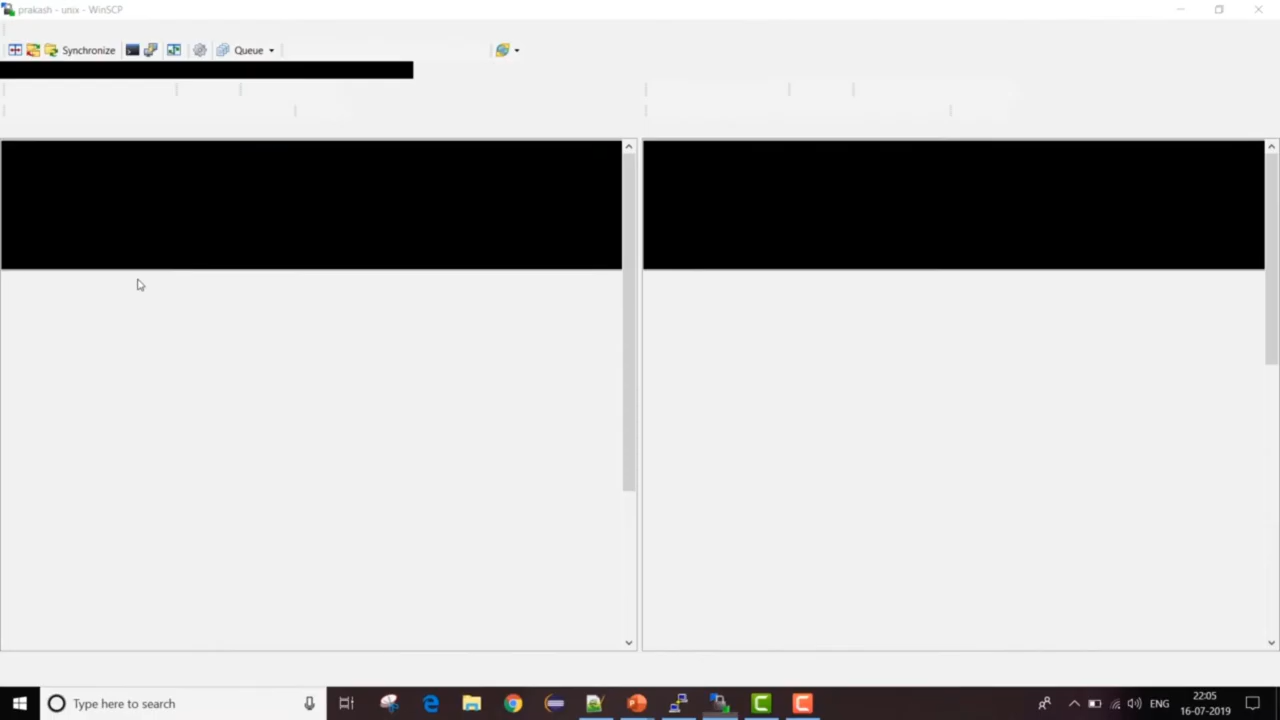 prakash - unix - WinSCP
Synchronize
Queue
Type here to search
ENG
22:05
16-07-2019